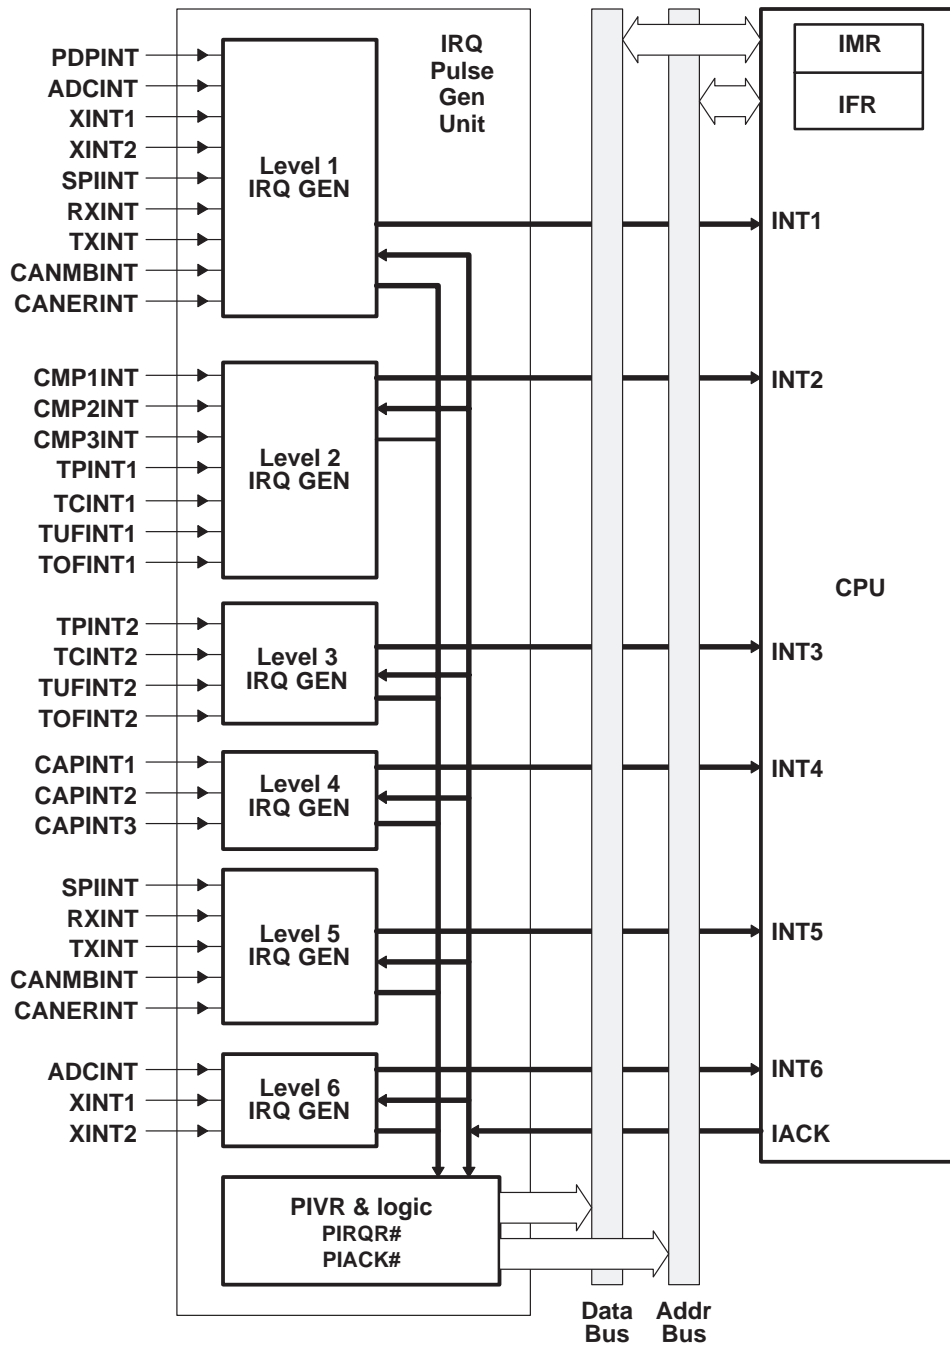 IRQ
Pulse
Gen
Unit
IMR
IFR
PDPINT
ADCINT
XINT1
XINT2
SPIINT
RXINT
TXINT
CANMBINT
CANERINT
Level 1
IRQ GEN
INT1
CMP1INT
CMP2INT
CMP3INT
TPINT1
TCINT1
TUFINT1
TOFINT1
Level 2
IRQ GEN
INT2
CPU
TPINT2
TCINT2
TUFINT2
TOFINT2
Level 3
IRQ GEN
INT3
CAPINT1
CAPINT2
CAPINT3
Level 4
IRQ GEN
INT4
SPIINT
RXINT
TXINT
CANMBINT
CANERINT
Level 5
IRQ GEN
INT5
ADCINT
XINT1
XINT2
Level 6
IRQ GEN
INT6
IACK
PIVR & logic
PIRQR#
PIACK#
Data
Bus
Addr
Bus